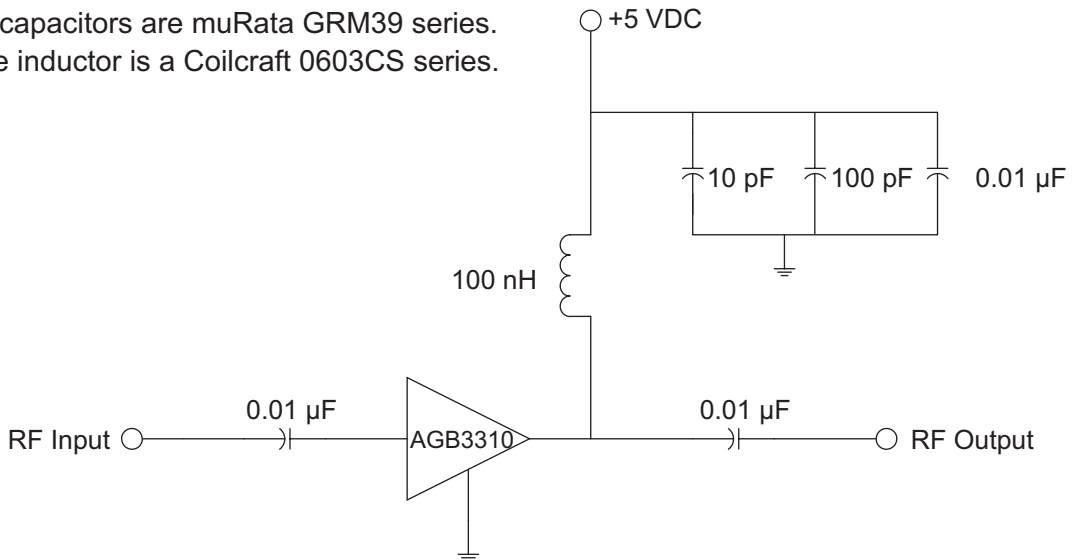 capacitors are muRata GRM39 series.
e inductor is a Coilcraft 0603CS series.
+5 VDC
10 pF
100 pF
0.01 µF
100 nH
0.01 µF
0.01 µF
RF Input
AGB3310
RF Output